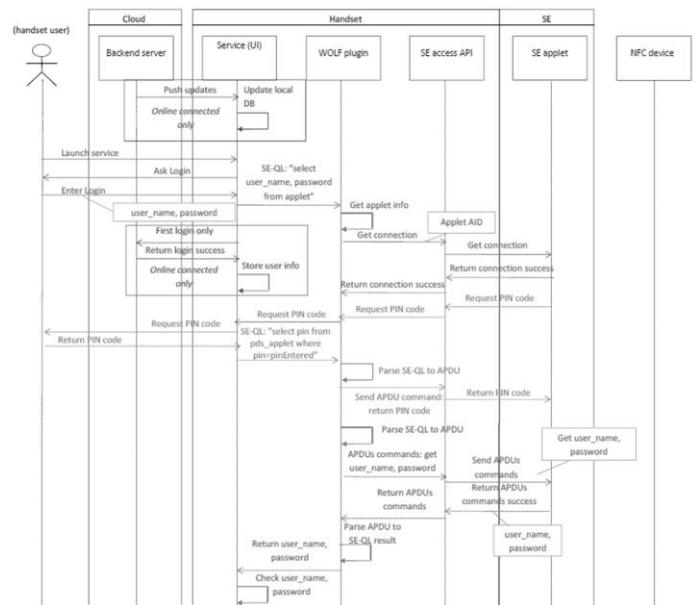 Cloud
Handset
SE
(handset user)
Backend server
Service (UI)
WOLF plugin
SE access API
SE applet
NFC device
Push updates
Update local
DB
Online connected
only
Launch service
Ask Login
SE-QL: "select
user_name, password
from applet"
Enter Login
user_name, password
Get applet info
Applet AID
First login only
Get connection
Get connection
Return login success
Store user info
Online connected
only
Return connection success
Return connection success
Request PIN code
Request PIN code
Request PIN code
Return PIN code
SE-QL: "select pin from
pds_applet where
pin=pinEntered"
Parse SE-QL to APDU
Send APDU command:
return PIN code
Return PIN code
Parse SE-QL to APDU
Get user_name,
password
APDUs commands: get
user_name, password
Send APDUs
commands
Return APDUs
commands
Return APDUs
commands success
Parse APDU to
SE-QL result
user_name,
password
Return user_name,
password
Check user_name,
password